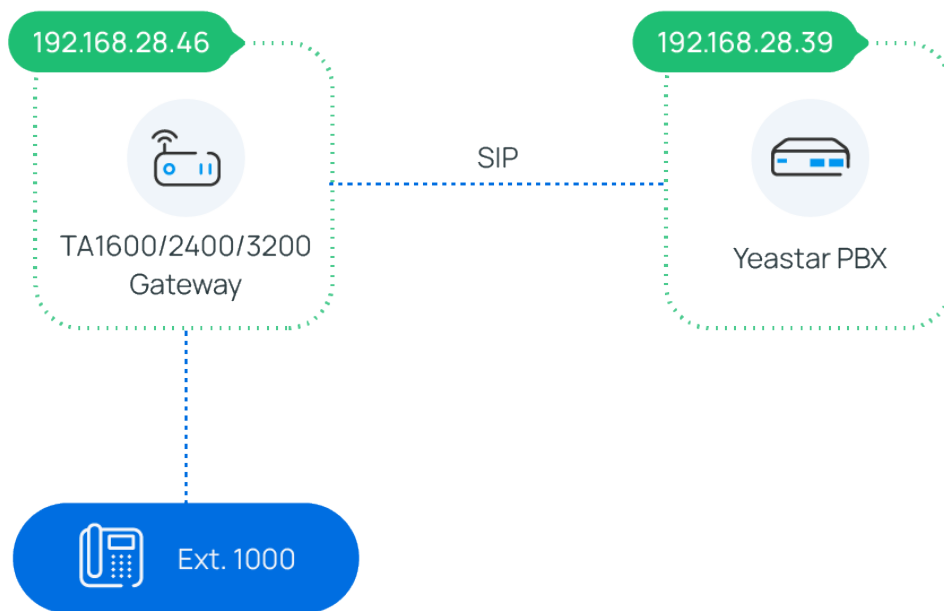 192.168.28.46
192.168.28.39
SIP
TA1600/2400/3200
Gateway
Yeastar PBX
Ext. 1000